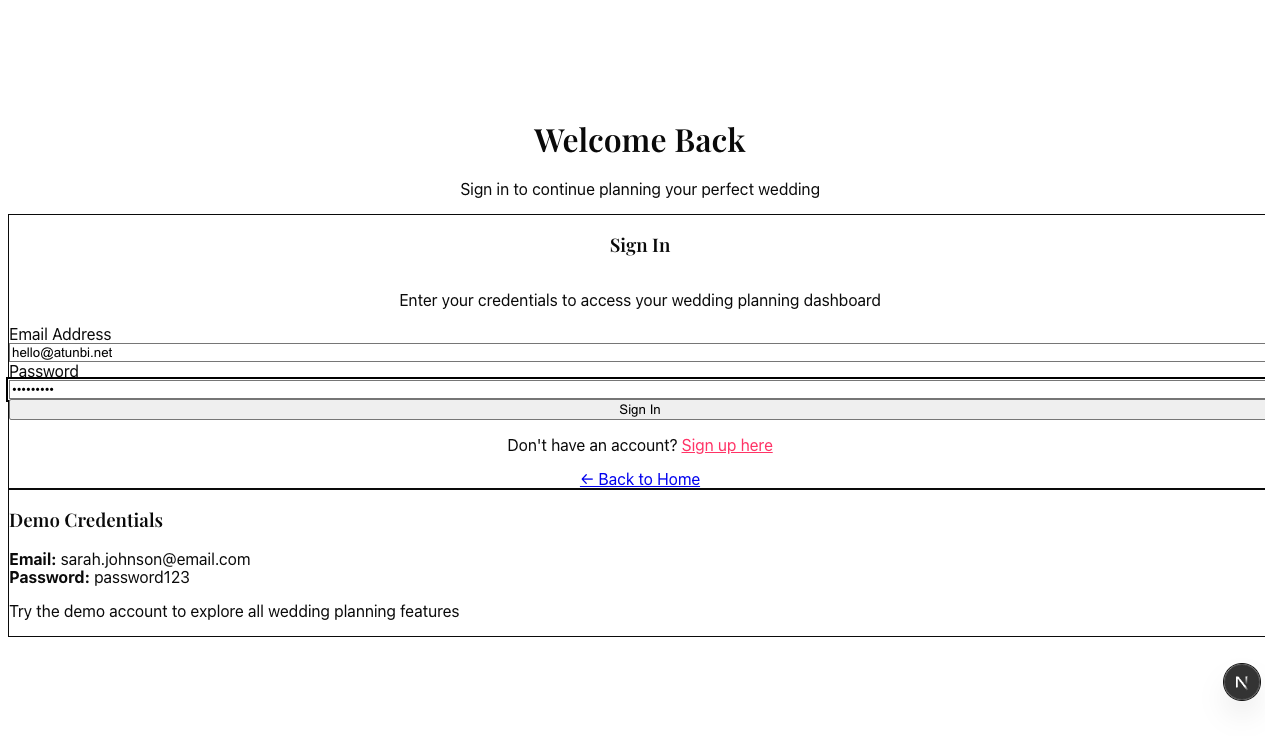 Welcome Back
Sign in to continue planning your perfect wedding
Sign In
Enter your credentials to access your wedding planning dashboard
Email Address
hello@atunbi.net
Password
•••••••••
Sign In
Don't have an account? Sign up here
← Back to Home
Demo Credentials
Email: sarah.johnson@email.com
Password: password123
Try the demo account to explore all wedding planning features
N